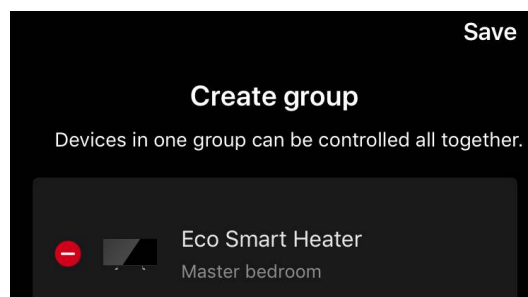 Save
Create group
Devices in one group can be controlled all together.
Eco Smart Heater
Master bedroom